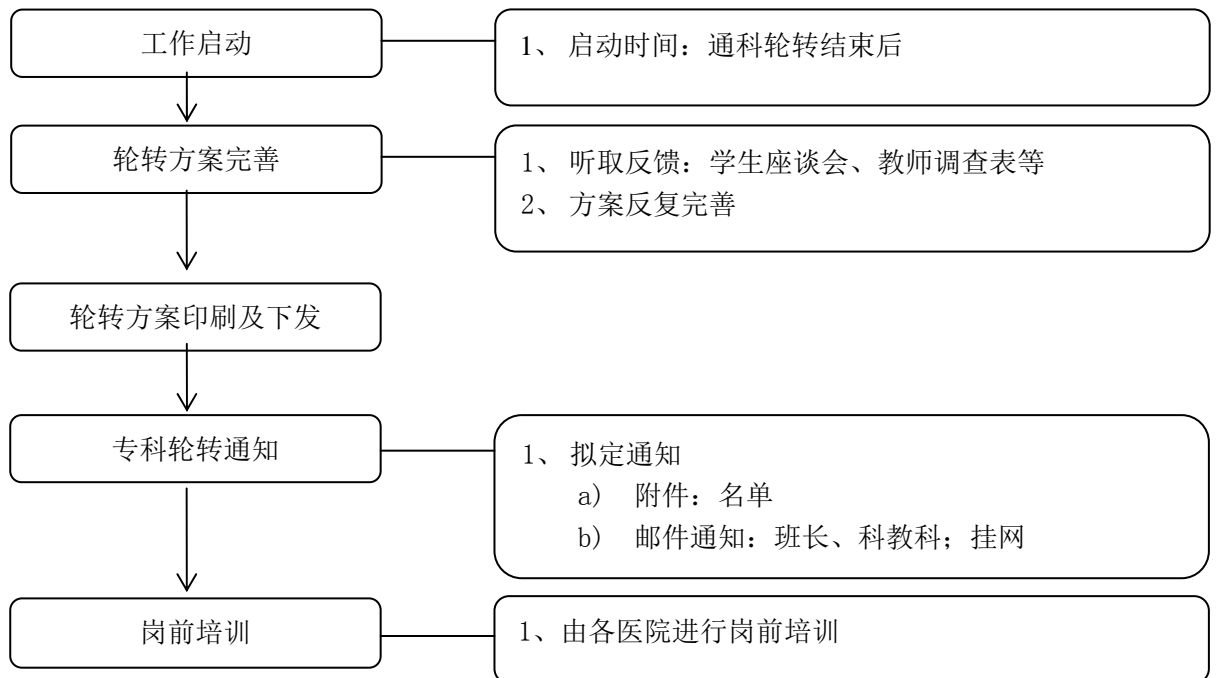 工作启动
1、 启动时间：通科轮转结束后
轮转方案完善
1、 听取反馈：学生座谈会、教师调查表等
2、 方案反复完善
轮转方案印刷及下发
专科轮转通知
1、 拟定通知
a) 附件：名单
b) 邮件通知：班长、科教科；挂网
岗前培训
1、由各医院进行岗前培训